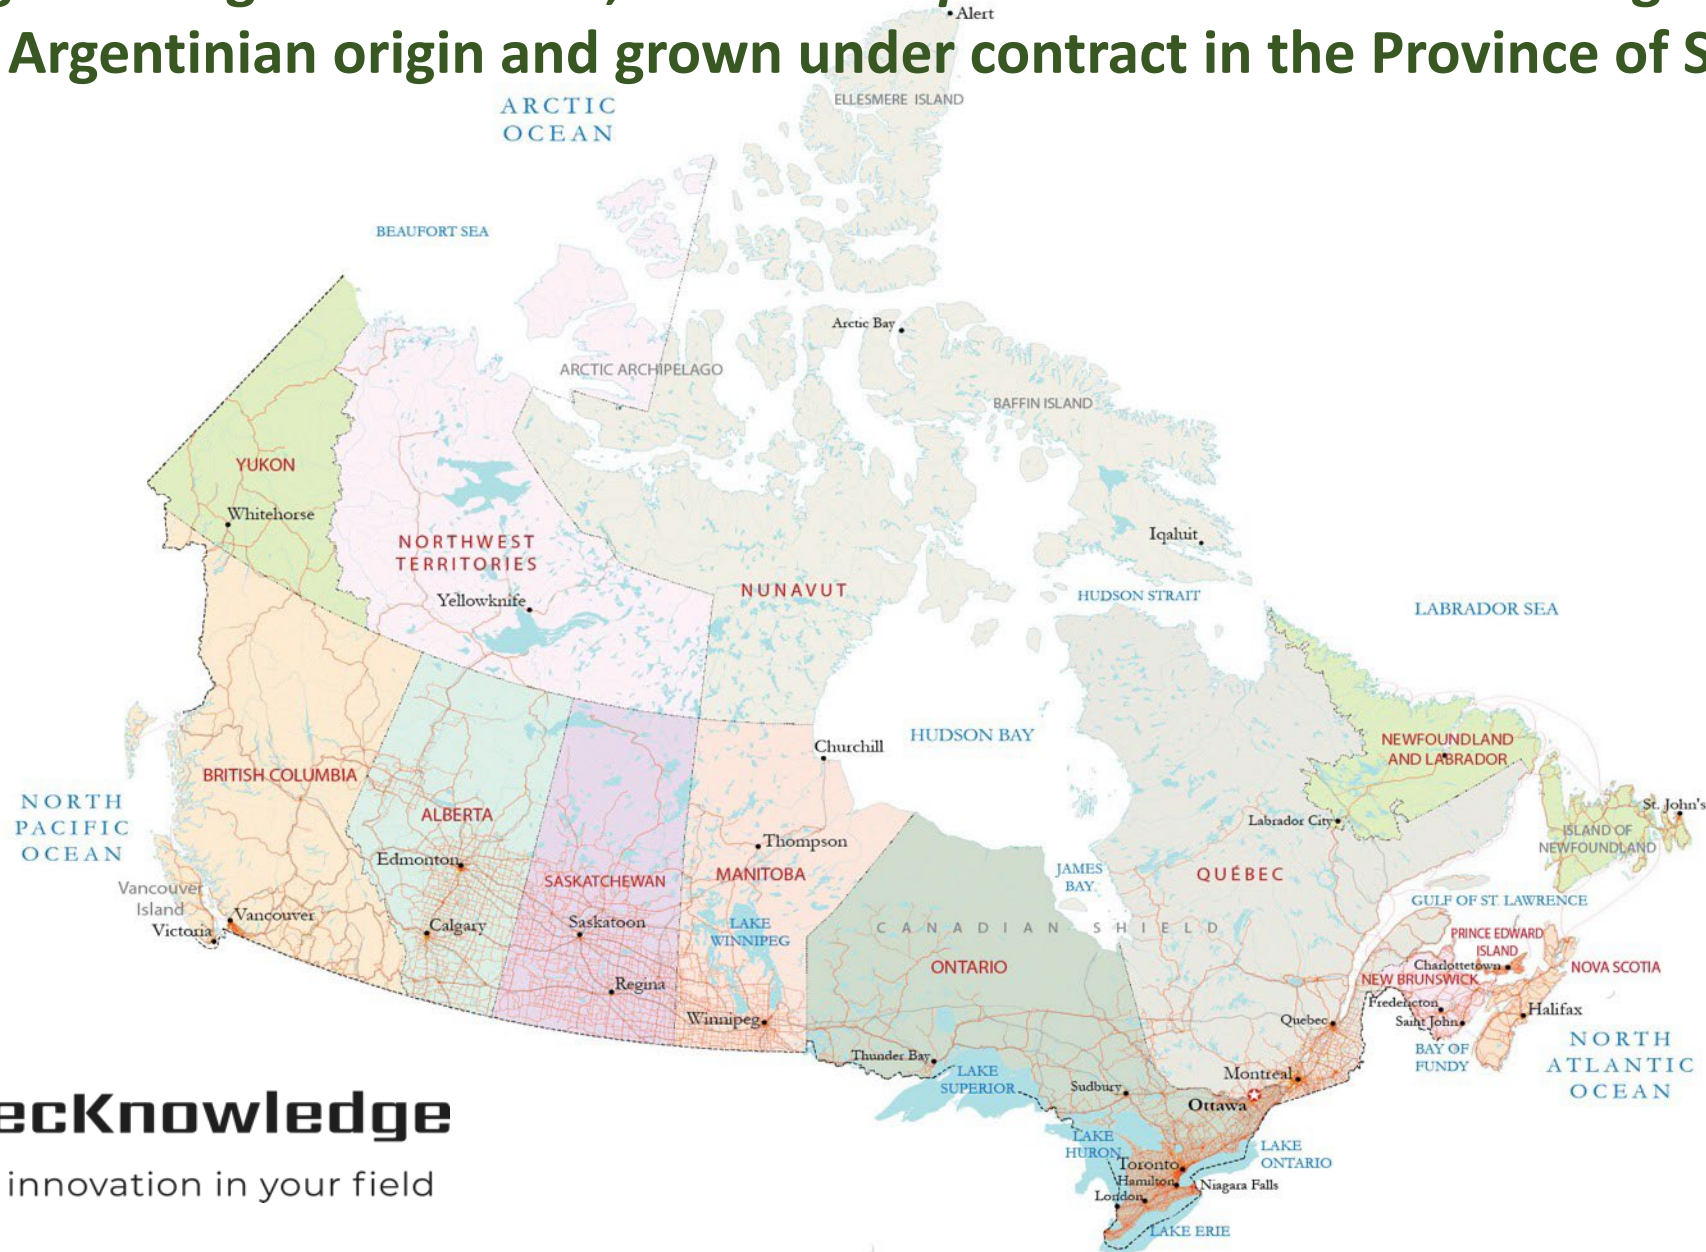 Alert
Argentinian origin and grown under contract in the Province of S
ELLESMERE ISLAND
ARCTIC
OCEAN
BEAUFORT SEA
Arctic Bay
ARCTIC ARCHIPELAGO
BAFFIN ISLAND
YUKON
Whitehorse
NORTHWEST
TERRITORIES
Yellowknife
NUNAVUT
Iqaluit
HUDSON STRAIT
LABRADOR SEA
HUDSON BAY
Churchill
NEWFOUNDLAND
AND LABRADOR
BRITISH COLUMBIA
NORTH
PACIFIC
OCEAN
ALBERTA
Edmonton
SASKATCHEWAN
Thompson
MANITOBA
Labrador City
St. John's
ISLAND OF
NEWFOUNDLAND
JAMES
BAY
QUÉBEC
Vancouver
Island
Vancouver
Victoria
Calgary
Saskatoon
LAKE
WINNIPEG
CANADIAN SHIELD
GULF OF ST. LAWRENCE
PRINCE EDWARD
ISLAND
Charlottetown
NEW BRUNSWICK
NOVA SCOTIA
ONTARIO
Regina
Winnipeg
Fredericton
Saint John
Halifax
Quebec
BAY OF
FUNDY
NORTH
ATLANTIC
OCEAN
Thunder Bay
LAKE
SUPERIOR
Sudbury
Montreal
Ottawa
ecKnowledge
innovation in your field
LAKE
HURON
LAKE
ONTARIO
Toronto
Hamilton
Niagara Falls
London
LAKE ERIE